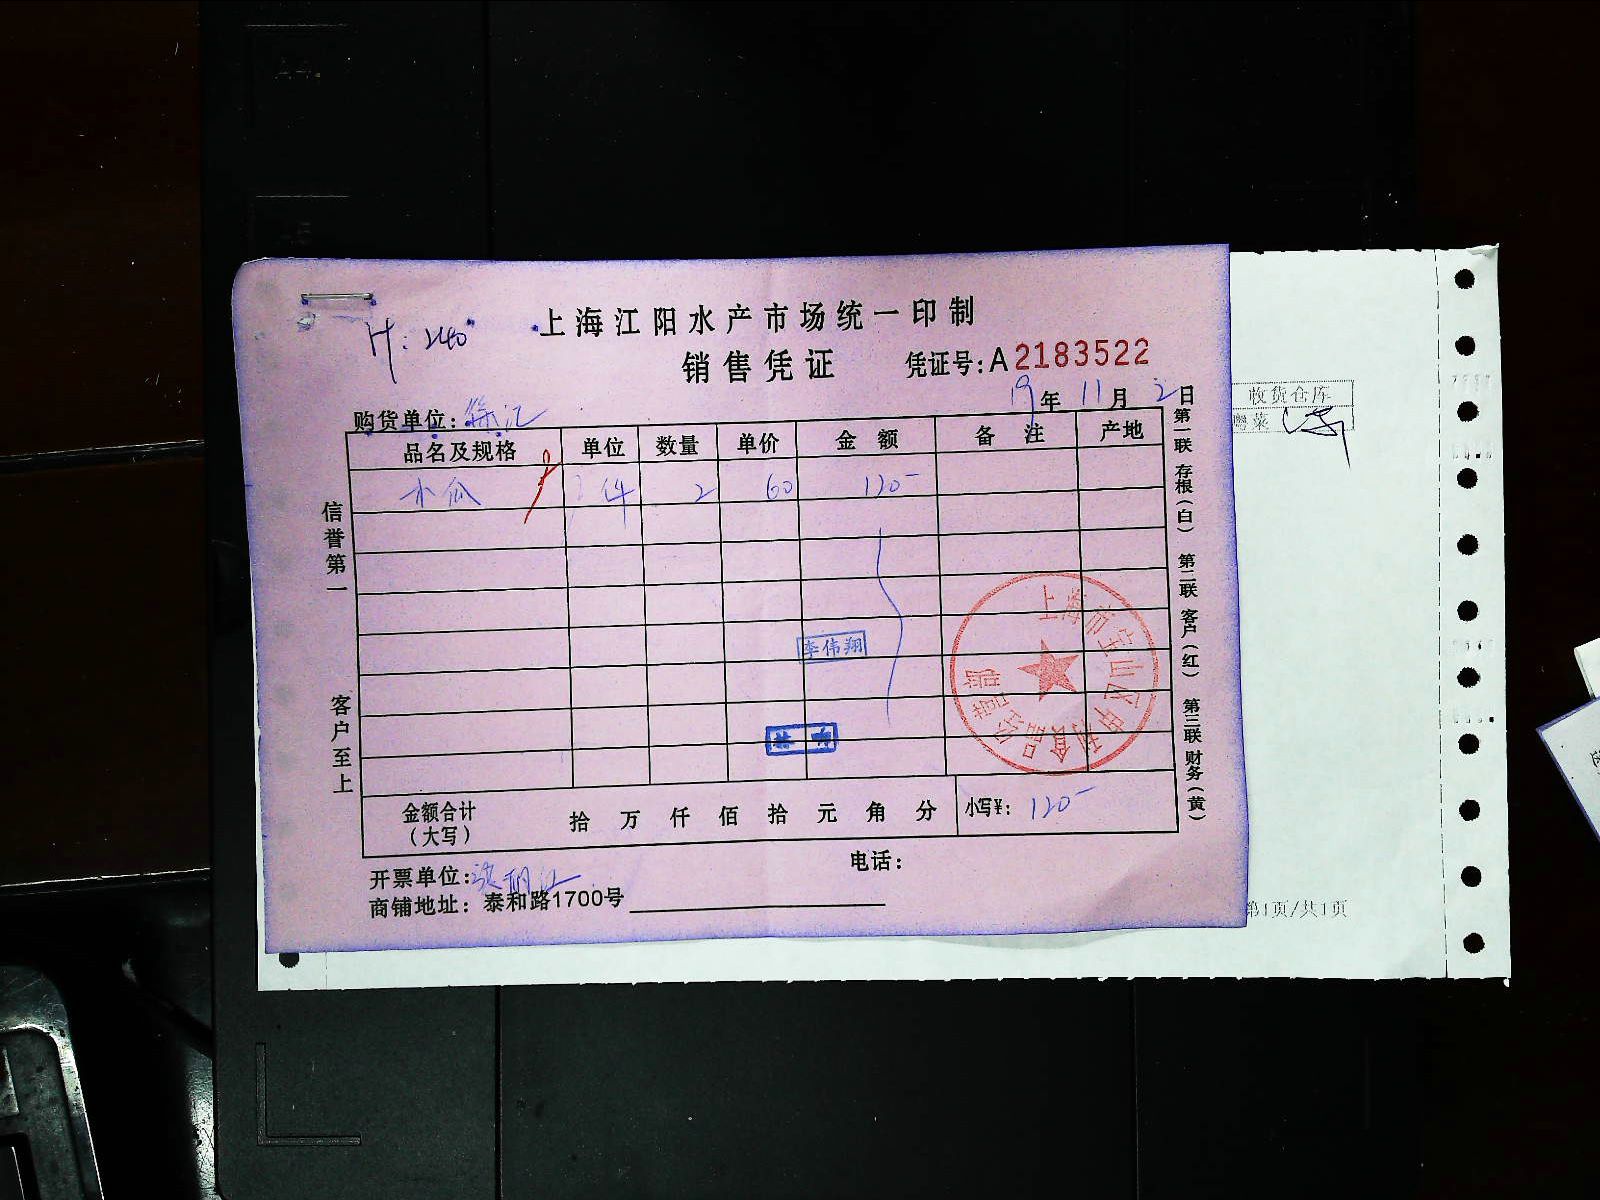 上海江阳水产市场统一印制
H: 240
销售凭证 凭证号:A2183522
19年 11月 2日
购货单位:徐汇
品名及规格 单位 数量 单价 金额 备注 产地
木瓜 件 2 60 120-
李伟翔
金额合计(大写) 拾 万 仟 佰 拾 元 角 分 小写¥: 120-
开票单位: 电话:
商铺地址: 泰和路1700号
信誉第一 客户至上
第一联 存根(白) 第二联 客户(红) 第三联 财务(黄)
收货仓库
粤菜
第1页/共1页